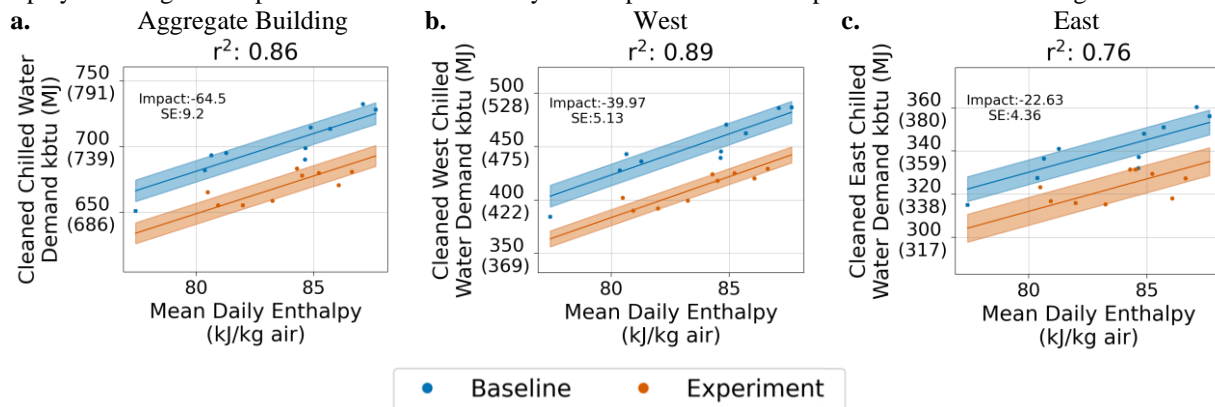 a. Aggregate Building
r²: 0.86
Cleaned Chilled Water
Demand kbtu (MJ)
750
(791)
700
(739)
650
(686)
Impact:-64.5
SE:9.2
80 85
Mean Daily Enthalpy
(kJ/kg air)
b. West
r²: 0.89
Cleaned West Chilled
Water Demand kbtu (MJ)
500
(528)
450
(475)
400
(422)
350
(369)
Impact:-39.97
SE:5.13
80 85
Mean Daily Enthalpy
(kJ/kg air)
c. East
r²: 0.76
Cleaned East Chilled
Water Demand kbtu (MJ)
360
(380)
340
(359)
320
(338)
300
(317)
Impact:-22.63
SE:4.36
80 85
Mean Daily Enthalpy
(kJ/kg air)
Baseline Experiment